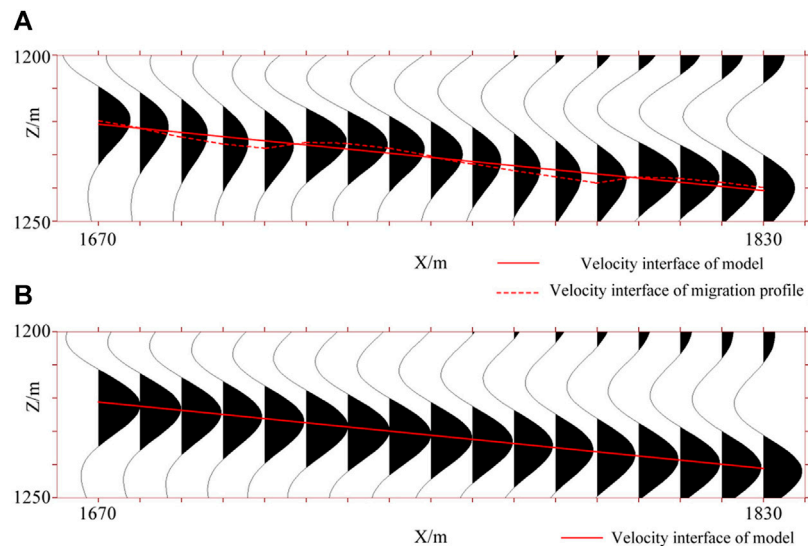 A
1200
Z/m
1250
1670
1830
X/m
Velocity interface of model
Velocity interface of migration profile
B
1200
Z/m
1250
1670
1830
X/m
Velocity interface of model